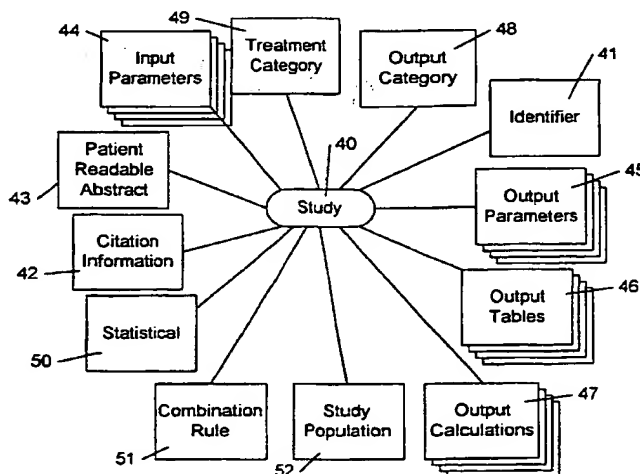 44
Input
Parameters
49
Treatment
Category
Output
Category
48
41
Identifier
40
Study
Patient
Readable
Abstract
43
45
Output
Parameters
Citation
Information
42
46
Output
Tables
Statistical
50
47
Output
Calculations
Combination
Rule
51
Study
Population
52